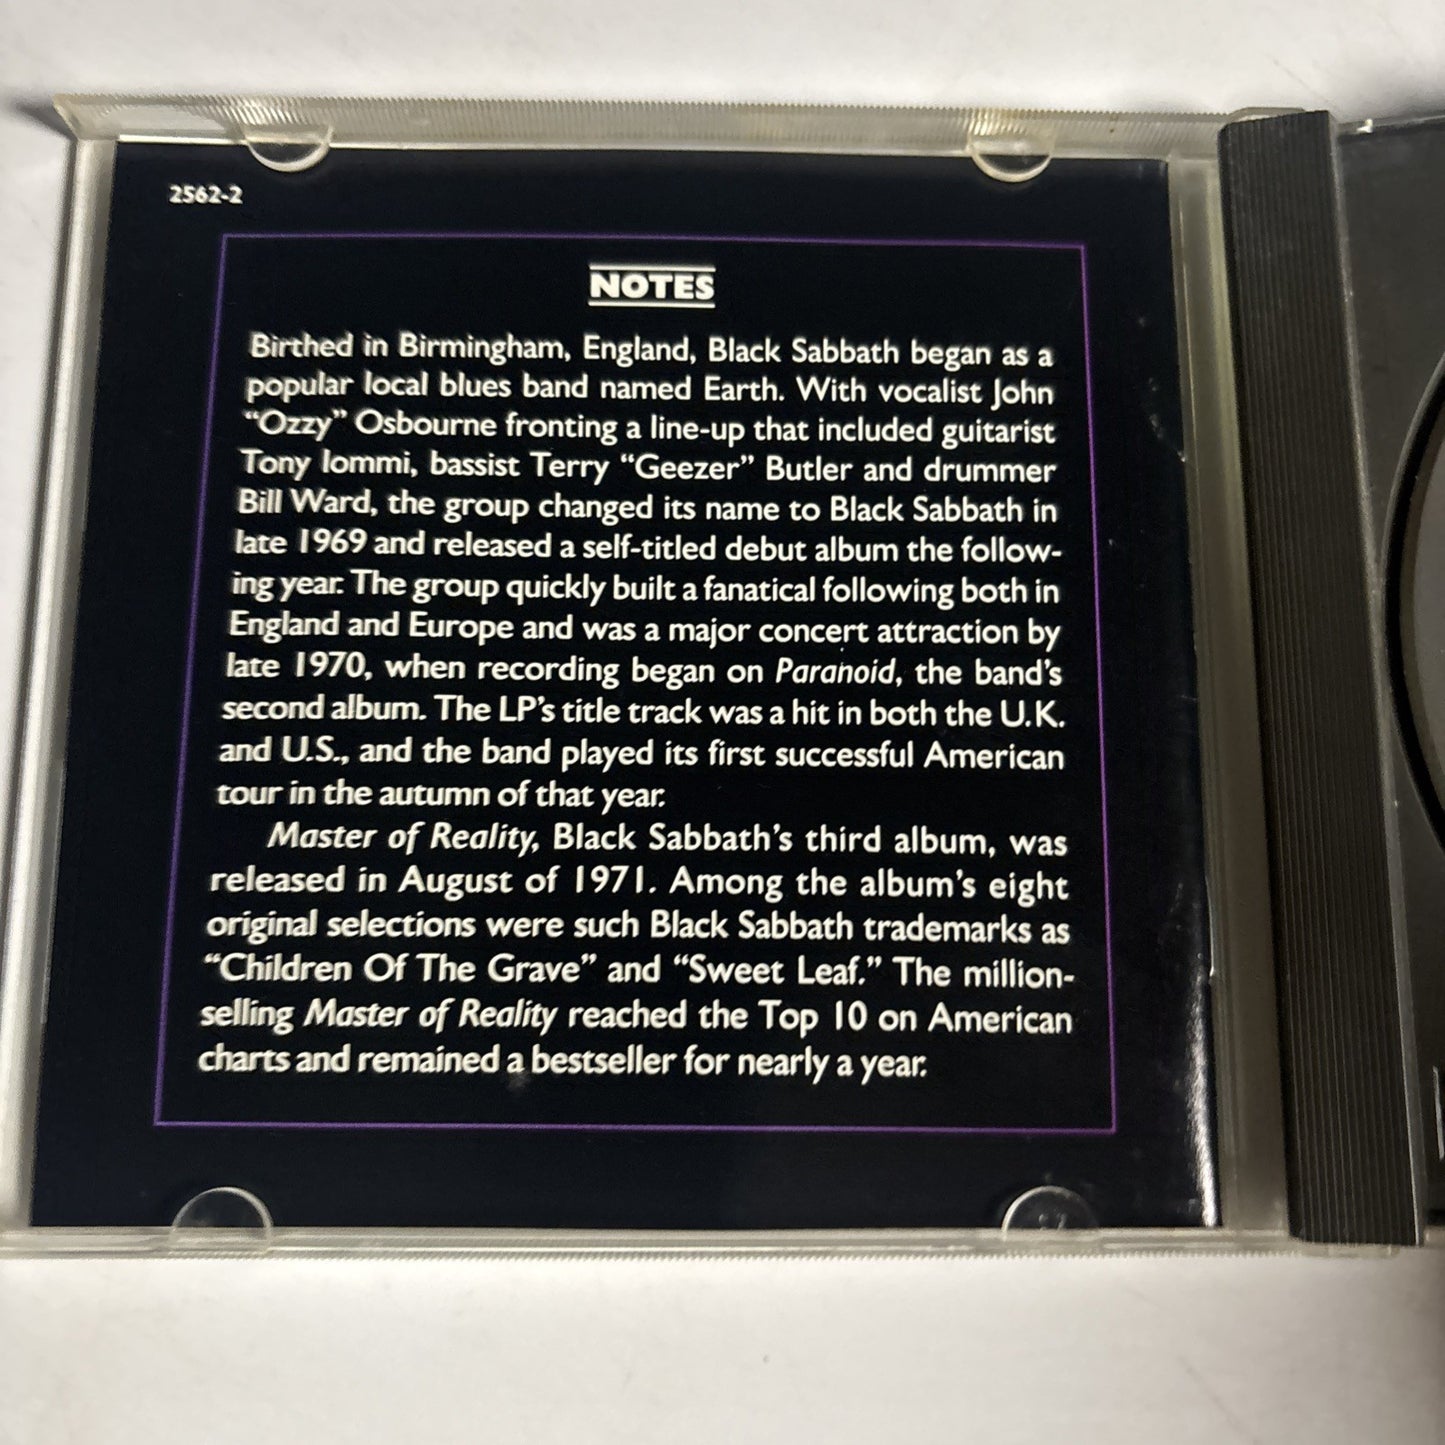 2562-2
NOTES
Birthed in Birmingham, England, Black Sabbath began as a
popular local blues band named Earth. With vocalist John
“Ozzy” Osbourne fronting a line-up that included guitarist
Tony Iommi, bassist Terry “Geezer” Butler and drummer
Bill Ward, the group changed its name to Black Sabbath in
late 1969 and released a self-titled debut album the follow-
ing year. The group quickly built a fanatical following both in
England and Europe and was a major concert attraction by
late 1970, when recording began on Paranoid, the band’s
second album. The LP’s title track was a hit in both the U.K.
and U.S., and the band played its first successful American
tour in the autumn of that year.
Master of Reality, Black Sabbath’s third album, was
released in August of 1971. Among the album’s eight
original selections were such Black Sabbath trademarks as
“Children Of The Grave” and “Sweet Leaf.” The million-
selling Master of Reality reached the Top 10 on American
charts and remained a bestseller for nearly a year.